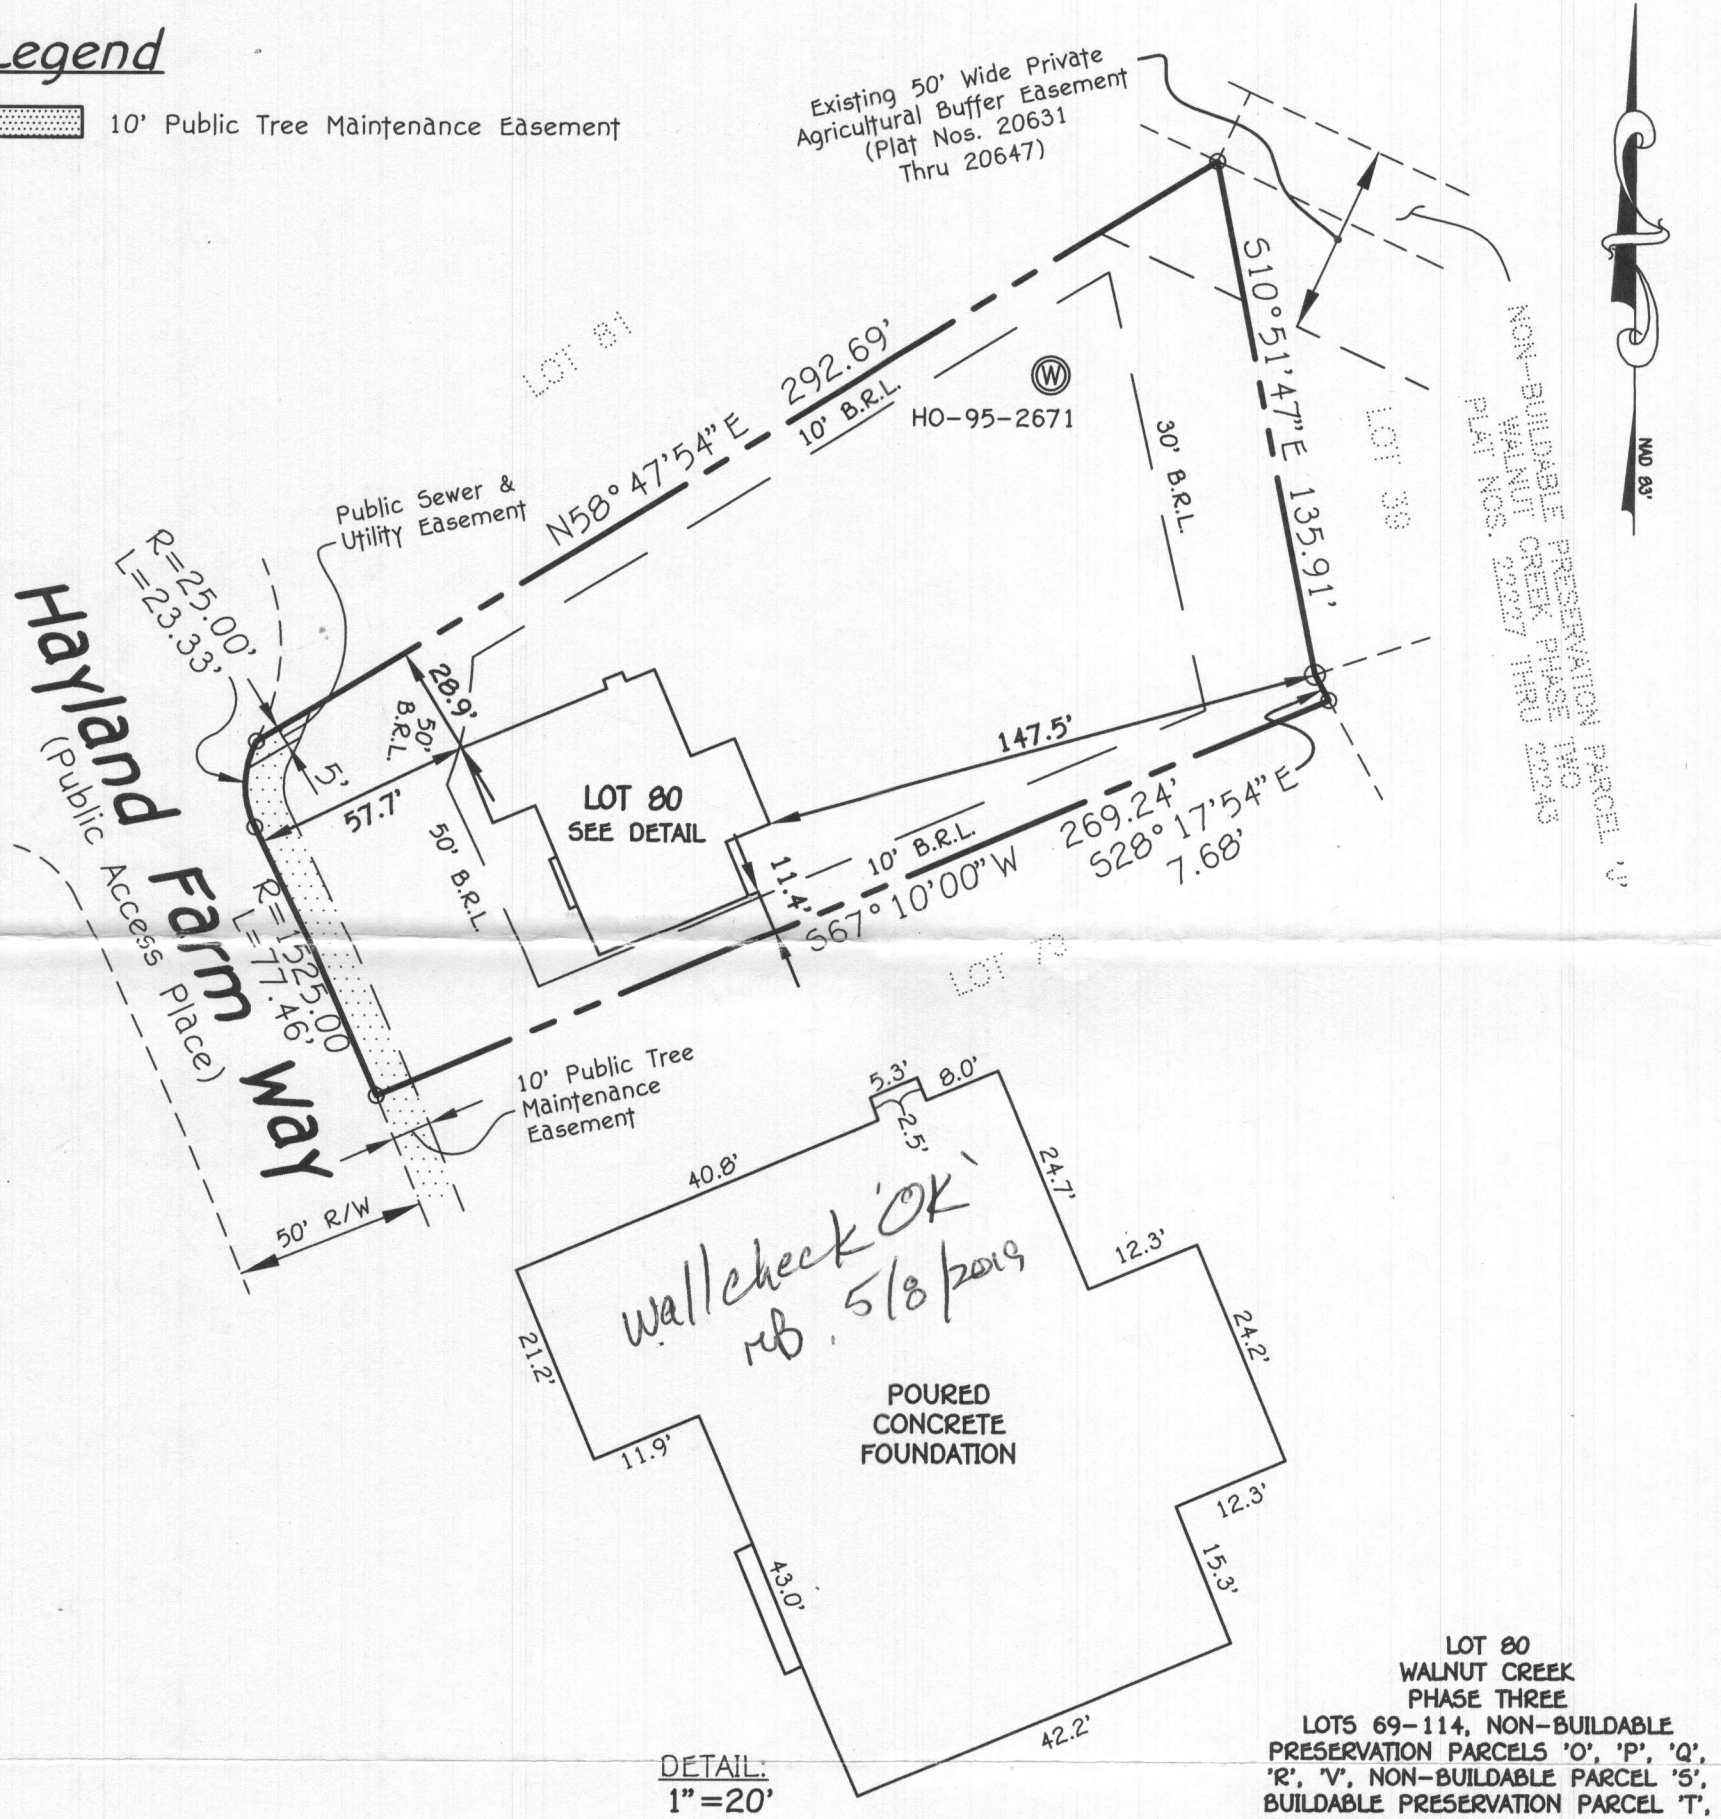 Legend
10' Public Tree Maintenance Easement
Existing 50' Wide Private
Agricultural Buffer Easement
(Plat Nos. 20631
Thru 20647)
NAD 83'
LOT 81
292.69'
N58°47'54"E
10' B.R.L.
HO-95-2671
W
30' B.R.L.
S10°51'47"E 135.91'
LOT 39
NON-BUILDABLE PRESERVATION PARCEL 'J'
WALNUT CREEK PHASE TWO
PLAT NOS. 22237 THRU 22243
Public Sewer &
Utility Easement
R=25.00'
L=23.33'
Hayland Farm Way
(Public Access Place)
28.9'
50'
B.R.L.
5'
57.7'
50' B.R.L.
LOT 80
SEE DETAIL
147.5'
11.4'
10' B.R.L.
269.24'
S67°10'00"W
S28°17'54"E
7.68'
R=1525.00
L=77.46'
10' Public Tree
Maintenance
Easement
50' R/W
5.3'
8.0'
2.5'
40.8'
24.7'
12.3'
wallcheck 'OK'
5/8/2019
21.2'
24.2'
11.9'
POURED
CONCRETE
FOUNDATION
12.3'
43.0'
15.3'
42.2'
DETAIL:
1"=20'
LOT 80
WALNUT CREEK
PHASE THREE
LOTS 69-114, NON-BUILDABLE
PRESERVATION PARCELS 'O', 'P', 'Q',
'R', 'V', NON-BUILDABLE PARCEL 'S',
BUILDABLE PRESERVATION PARCEL 'T',